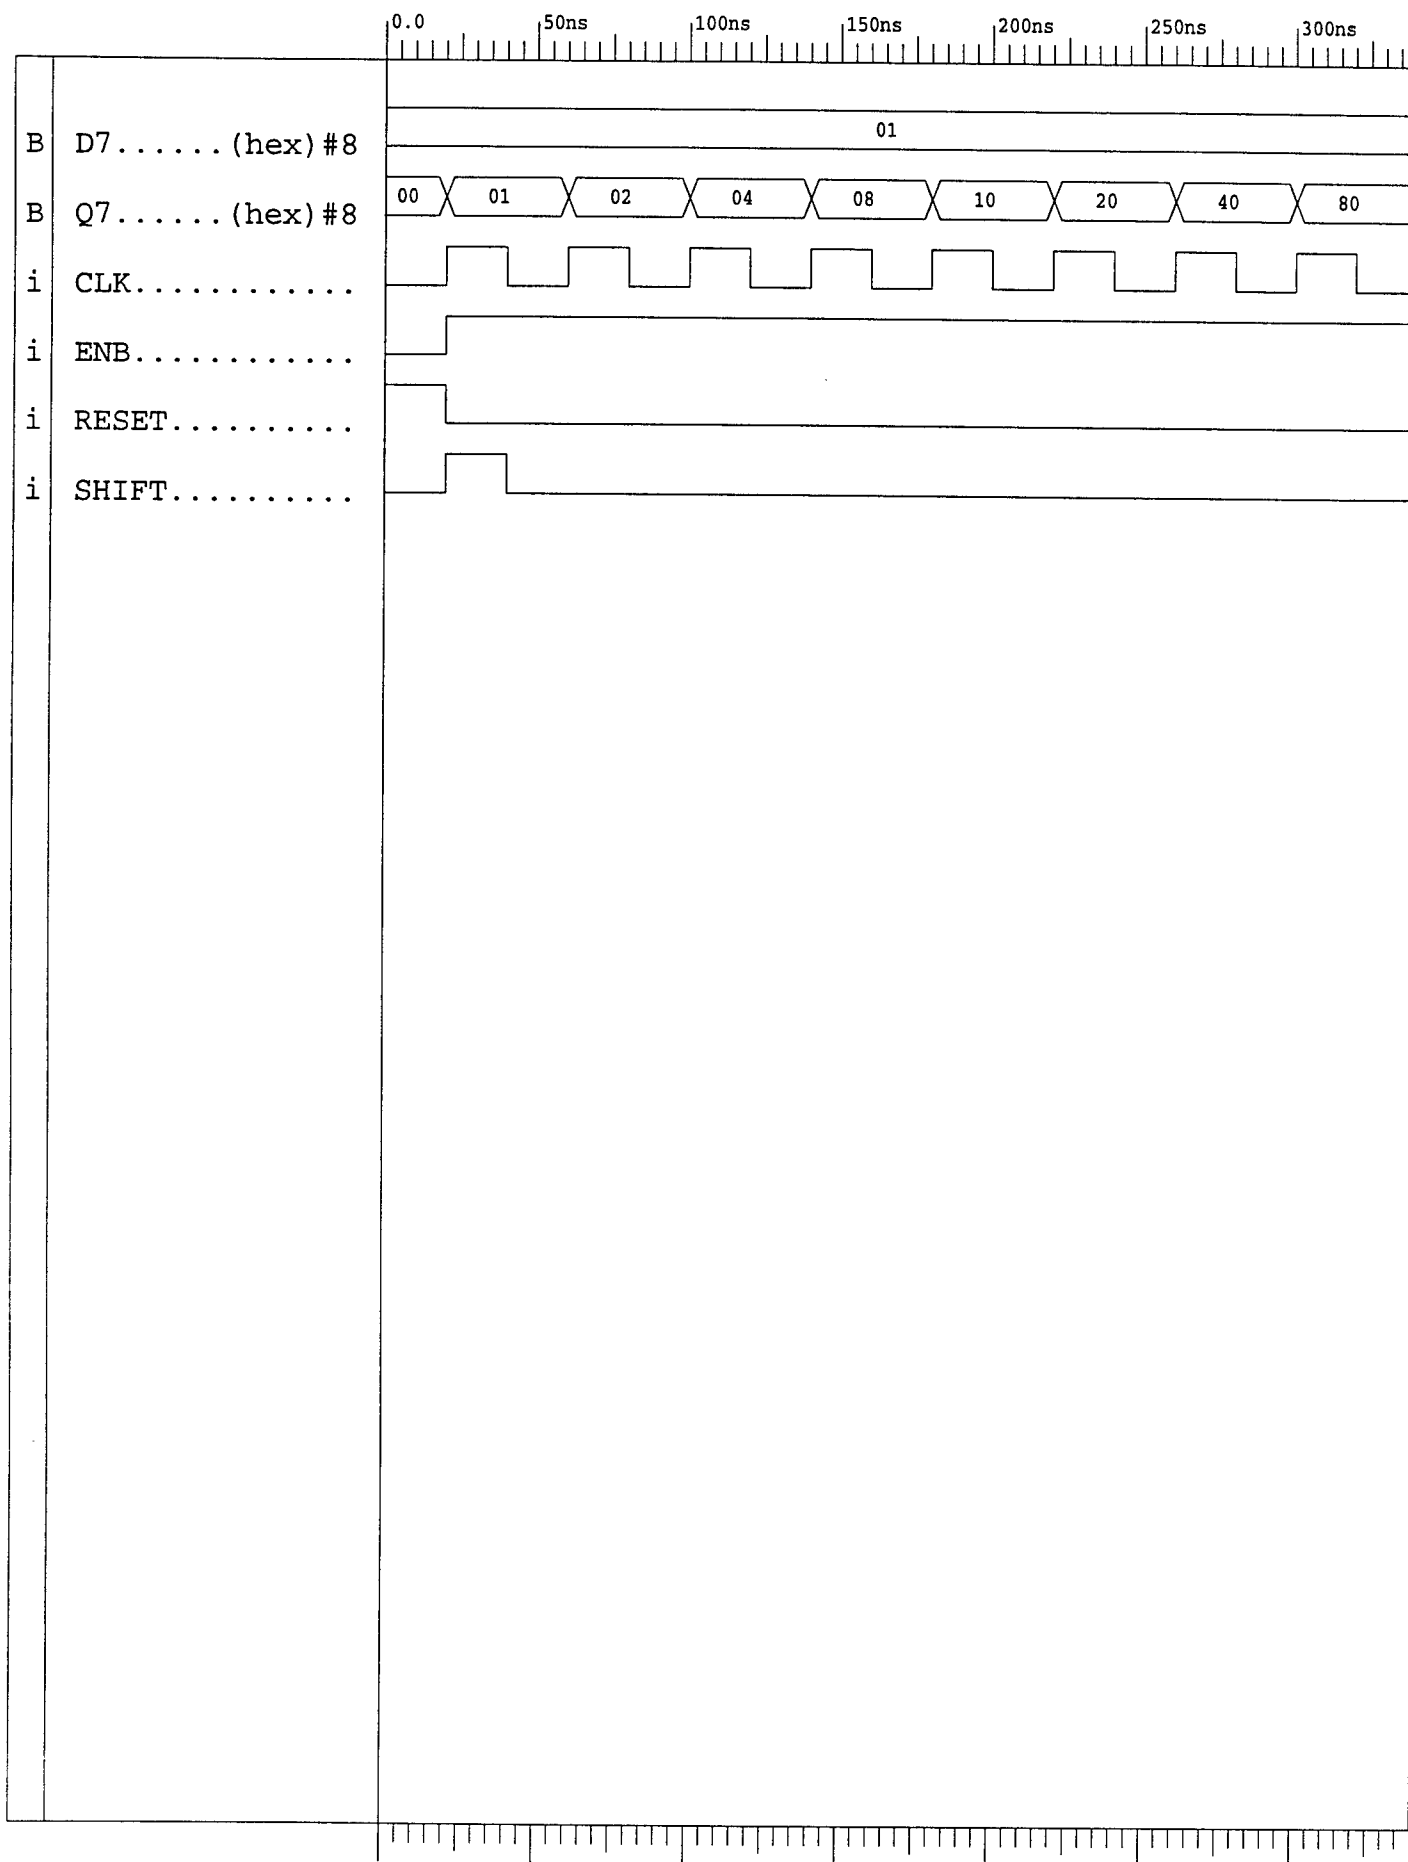 0.0 50ns 100ns 150ns 200ns 250ns 300ns
B D7......(hex)#8 01
B Q7......(hex)#8 00 01 02 04 08 10 20 40 80
i CLK............
i ENB............
i RESET..........
i SHIFT..........